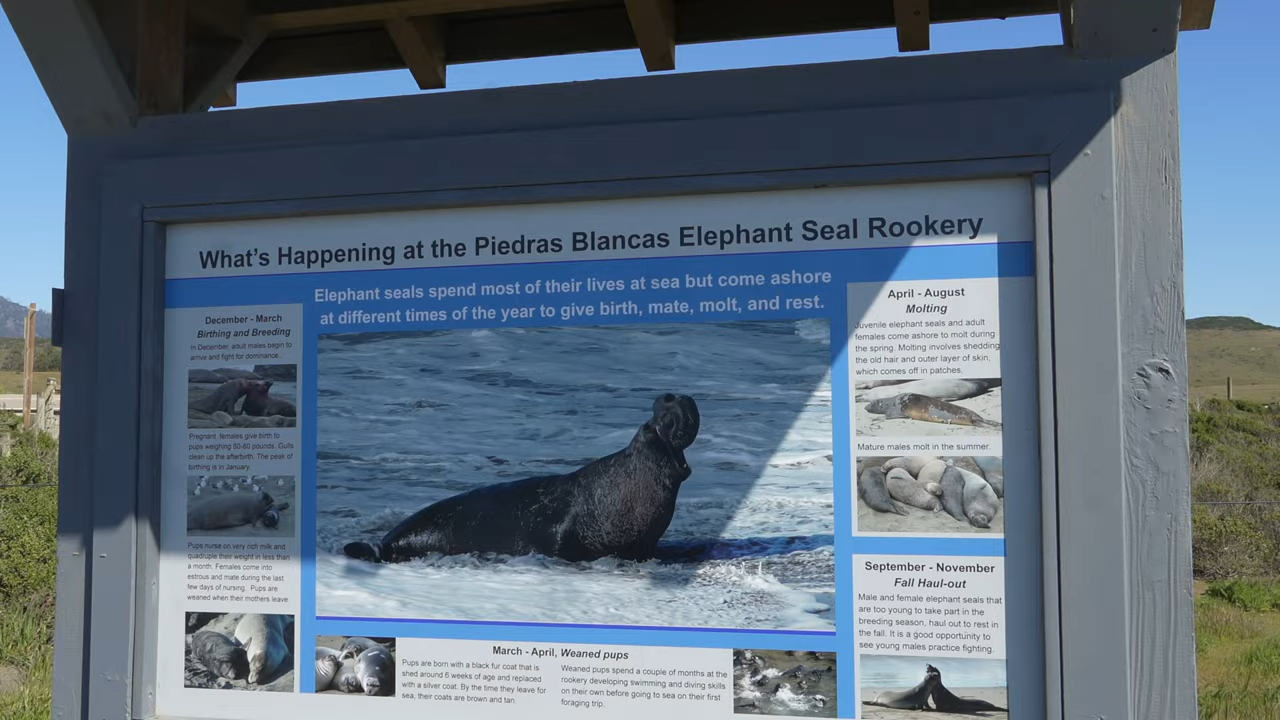 What's Happening at the Piedras Blancas Elephant Seal Rookery
Elephant seals spend most of their lives at sea but come ashore
at different times of the year to give birth, mate, molt, and rest.
December - March
Birthing and Breeding
In December, adult males begin to
arrive and fight for dominance.
Pregnant females give birth to
pups weighing 60-80 pounds. Gulls
clean up the afterbirth. The peak of
birthing is in January.
Pups nurse on very rich milk and
quadruple their weight in less than
a month. Females come into
estrous and mate during the last
few days of nursing. Pups are
weaned when their mothers leave.
March - April, Weaned pups
Pups are born with a black fur coat that is
shed around 6 weeks of age and replaced
with a silver coat. By the time they leave for
sea, their coats are brown and tan.
Weaned pups spend a couple of months at the
rookery developing swimming and diving skills
on their own before going to sea on their first
foraging trip.
April - August
Molting
Juvenile elephant seals and adult
females come ashore to molt during
the spring. Molting involves shedding
the old hair and outer layer of skin,
which comes off in patches.
Mature males molt in the summer.
September - November
Fall Haul-out
Male and female elephant seals that
are too young to take part in the
breeding season, haul out to rest in
the fall. It is a good opportunity to
see young males practice fighting.